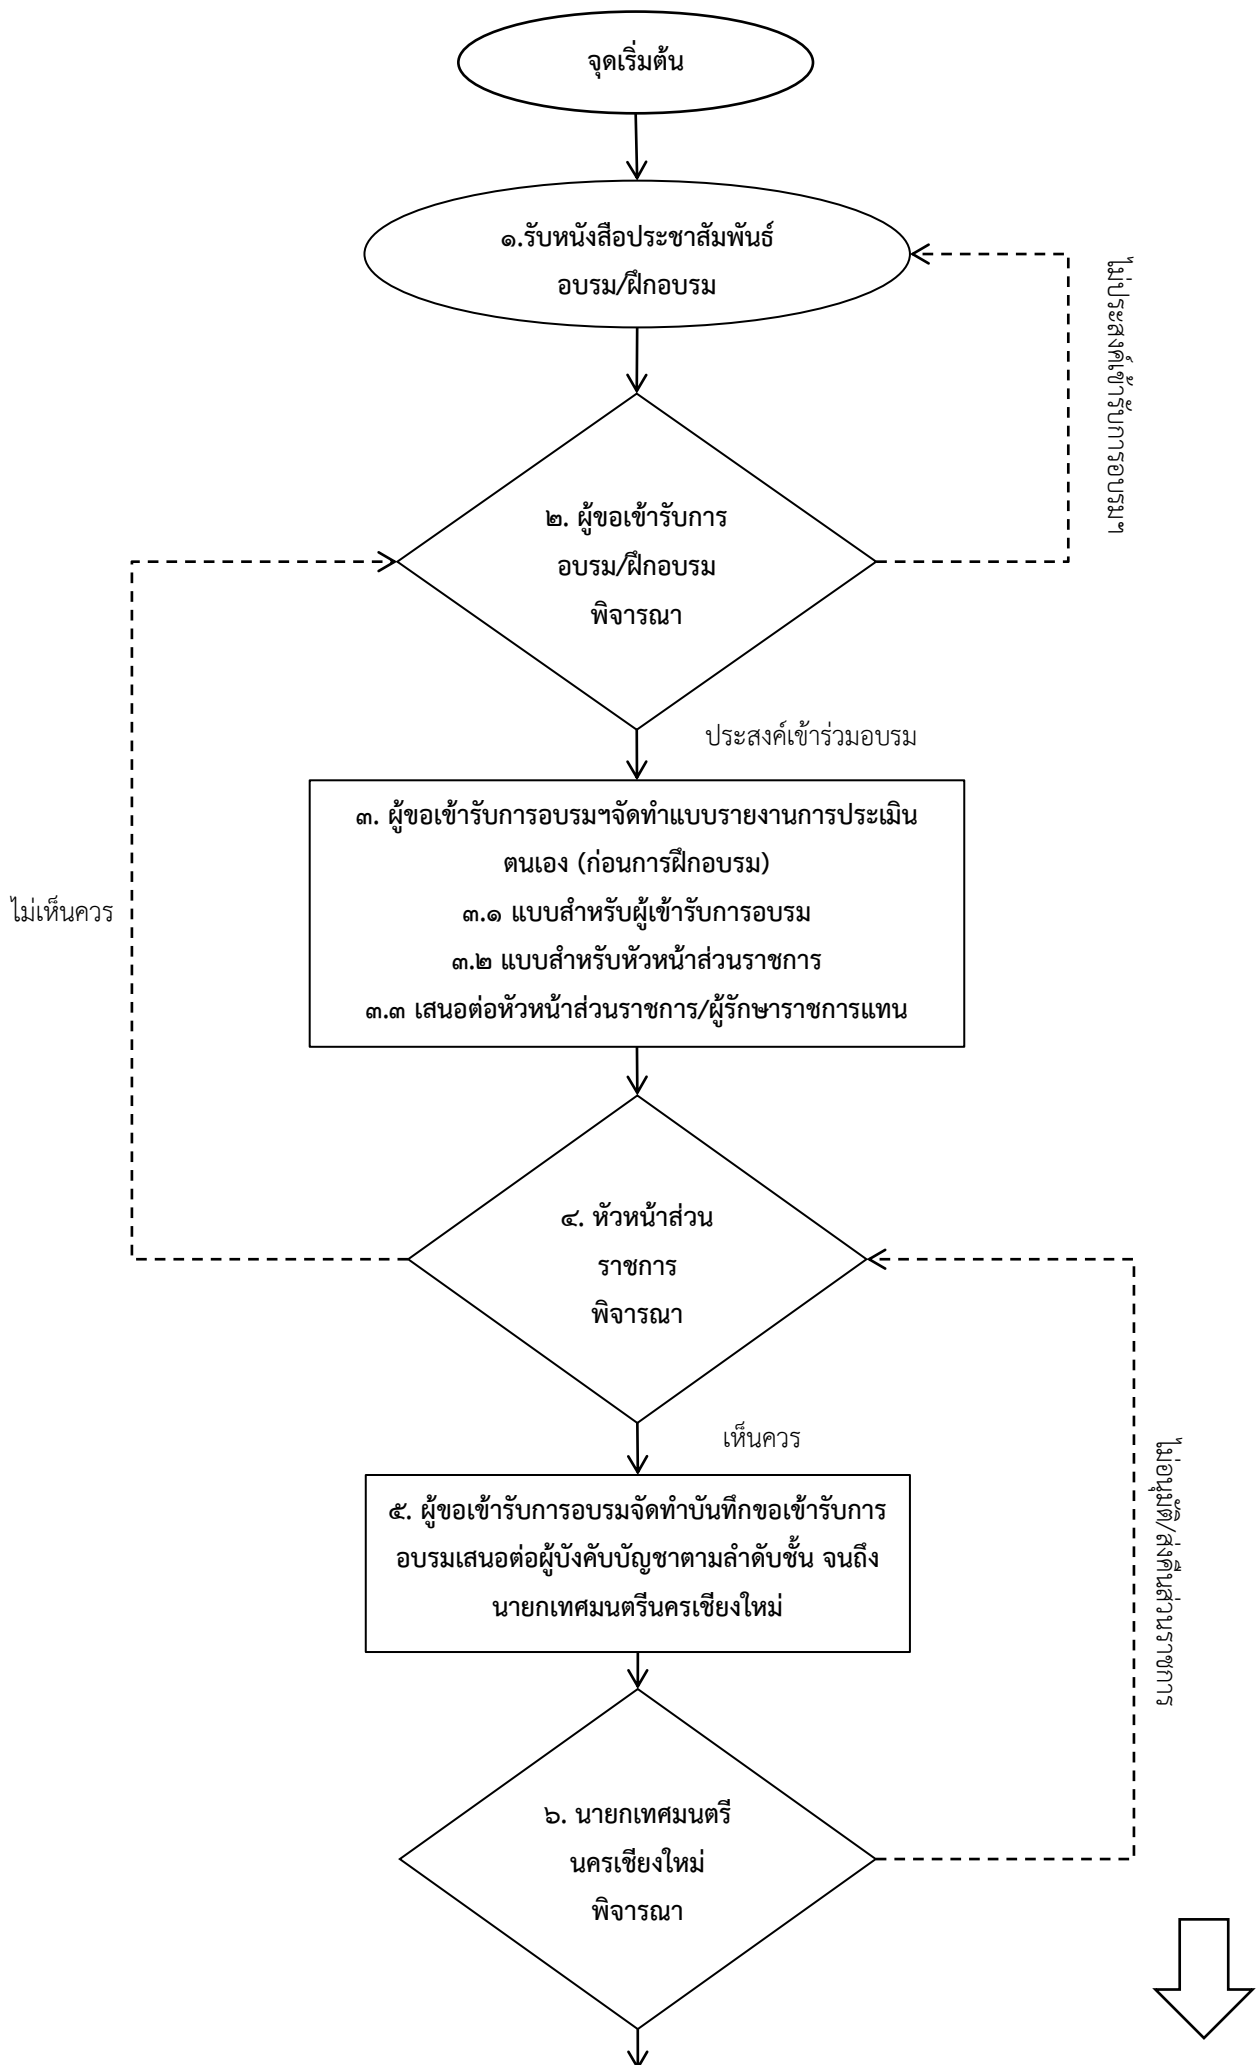 จุดเริ่มต้น
๑.รับหนังสือประชาสัมพันธ์
อบรม/ฝึกอบรม
ไม่ประสงค์เข้ารับการอบรมฯ
๒. ผู้ขอเข้ารับการ
อบรม/ฝึกอบรม
พิจารณา
ประสงค์เข้าร่วมอบรม
๓. ผู้ขอเข้ารับการอบรมฯจัดทำแบบรายงานการประเมิน
ตนเอง (ก่อนการฝึกอบรม)
๓.๑ แบบสำหรับผู้เข้ารับการอบรม
๓.๒ แบบสำหรับหัวหน้าส่วนราชการ
๓.๓ เสนอต่อหัวหน้าส่วนราชการ/ผู้รักษาราชการแทน
ไม่เห็นควร
๔. หัวหน้าส่วน
ราชการ
พิจารณา
เห็นควร
๕. ผู้ขอเข้ารับการอบรมจัดทำบันทึกขอเข้ารับการ
อบรมเสนอต่อผู้บังคับบัญชาตามลำดับชั้น จนถึง
นายกเทศมนตรีนครเชียงใหม่
ไม่อนุมัติ/ส่งคืนส่วนราชการ
๖. นายกเทศมนตรี
นครเชียงใหม่
พิจารณา